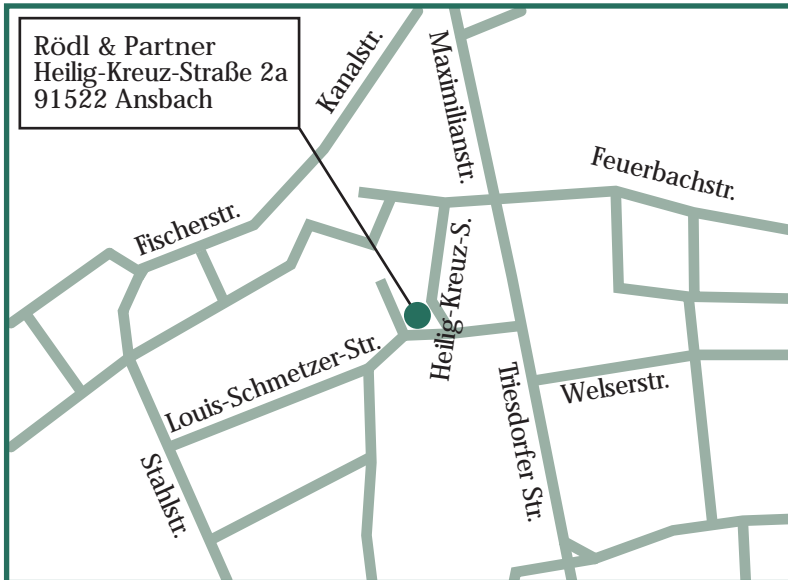 Rödl & Partner
Heilig-Kreuz-Straße 2a
91522 Ansbach
Kanalstr.
Maximilianstr.
Feuerbachstr.
Fischerstr.
Heilig-Kreuz-S.
Louis-Schmetzer-Str.
Triesdorfer Str.
Welserstr.
Stahlstr.